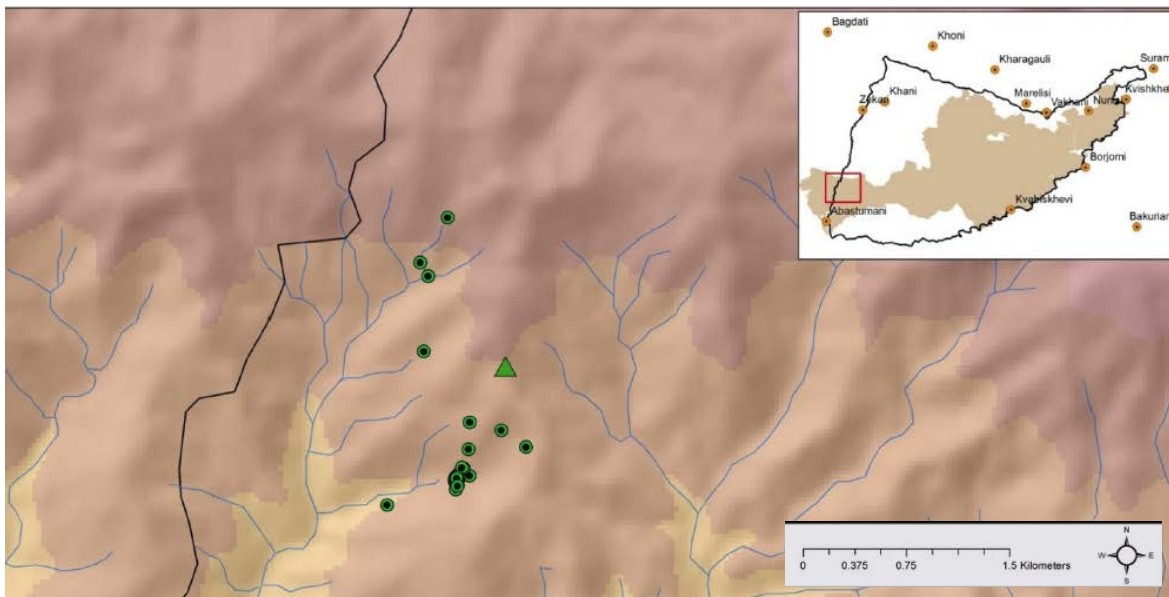 Bagdati
Khoni
Kharagauli
Suram
Zekari
Khani
Marelisi
Vakhani
Kvishkhe
Borjomi
Abastumani
Kvabiskhevi
Bakurian
N
W E
S
0 0.375 0.75 1.5 Kilometers